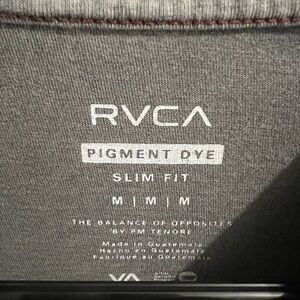 RVCA
PIGMENT DYE
SLIM FIT
M | M | M
THE BALANCE OF OPPOSITES
BY PM TENORE
Made in Guatemala
Hecho en Guatemala
Fabriqué au Guatemala
VA